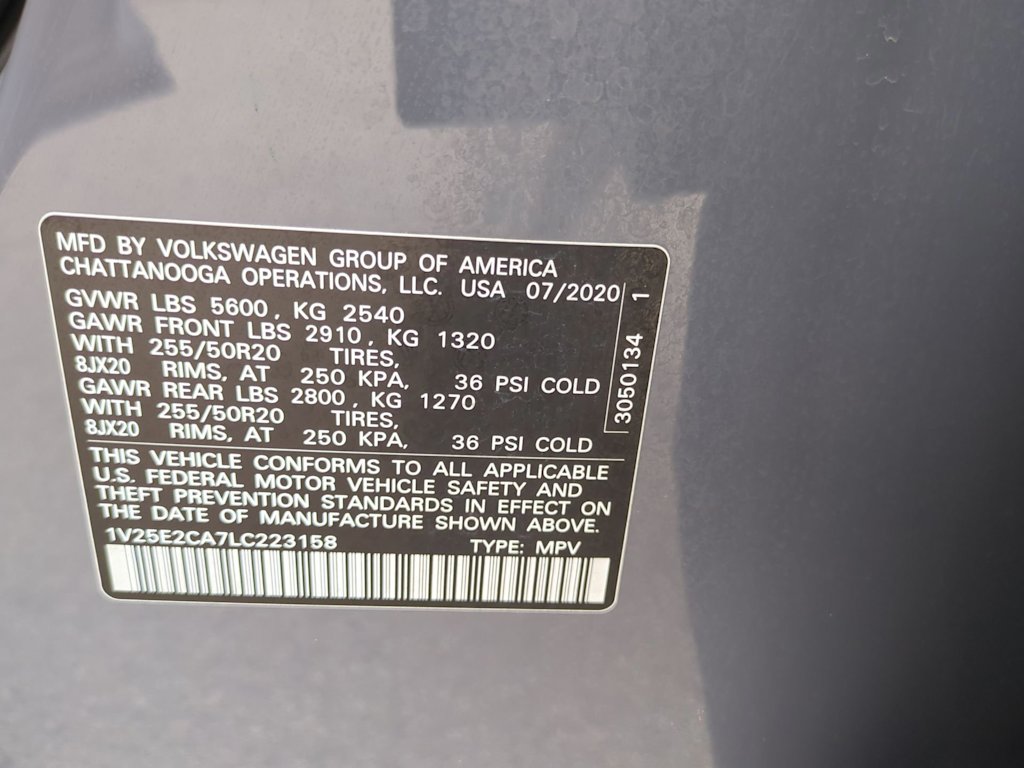 MFD BY VOLKSWAGEN GROUP OF AMERICA
CHATTANOOGA OPERATIONS, LLC. USA 07/2020
GVWR LBS 5600, KG 2540
GAWR FRONT LBS 2910, KG 1320
WITH 255/50R20 TIRES,
8JX20 RIMS, AT 250 KPA, 36 PSI COLD
GAWR REAR LBS 2800, KG 1270
WITH 255/50R20 TIRES,
8JX20 RIMS, AT 250 KPA, 36 PSI COLD
3050134 1
THIS VEHICLE CONFORMS TO ALL APPLICABLE
U.S. FEDERAL MOTOR VEHICLE SAFETY AND
THEFT PREVENTION STANDARDS IN EFFECT ON
THE DATE OF MANUFACTURE SHOWN ABOVE.
1V25E2CA7LC223158 TYPE: MPV